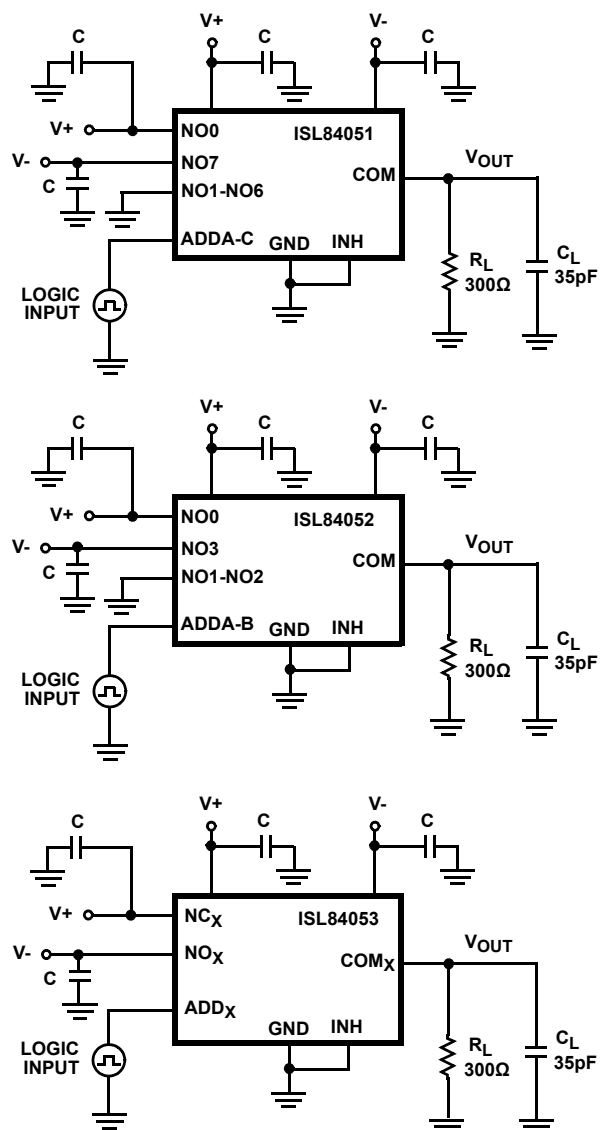 V+ V-
C C C
V+ NO0 ISL84051
V- NO7 COM VOUT
C NO1-NO6
ADDA-C GND INH RL 300Ω CL 35pF
LOGIC INPUT
V+ V-
C C C
V+ NO0 ISL84052
V- NO3 COM VOUT
C NO1-NO2
ADDA-B GND INH RL 300Ω CL 35pF
LOGIC INPUT
V+ V-
C C C
V+ NCX ISL84053
V- NOX COMX VOUT
C
ADDX GND INH RL 300Ω CL 35pF
LOGIC INPUT